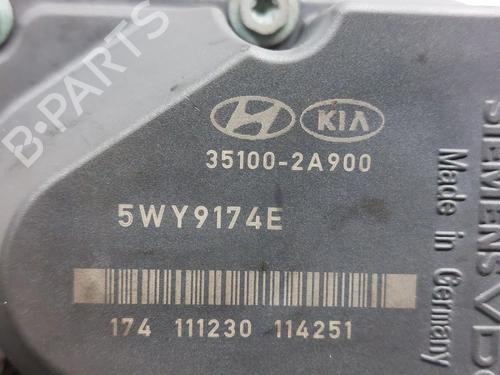 B-PARTS
KIA
35100-2A900
5WY9174E
174 111230 114251
SIEMENS VDO
Made in Germany